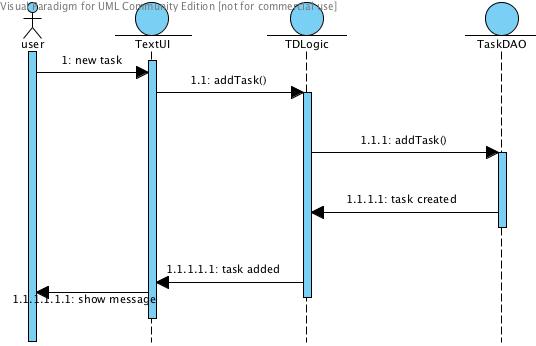 Visual Paradigm for UML Community Edition [not for commercial use]
user
TextUI
TDLogic
TaskDAO
1: new task
1.1: addTask()
1.1.1: addTask()
1.1.1.1: task created
1.1.1.1.1: task added
1.1.1.1.1.1: show message